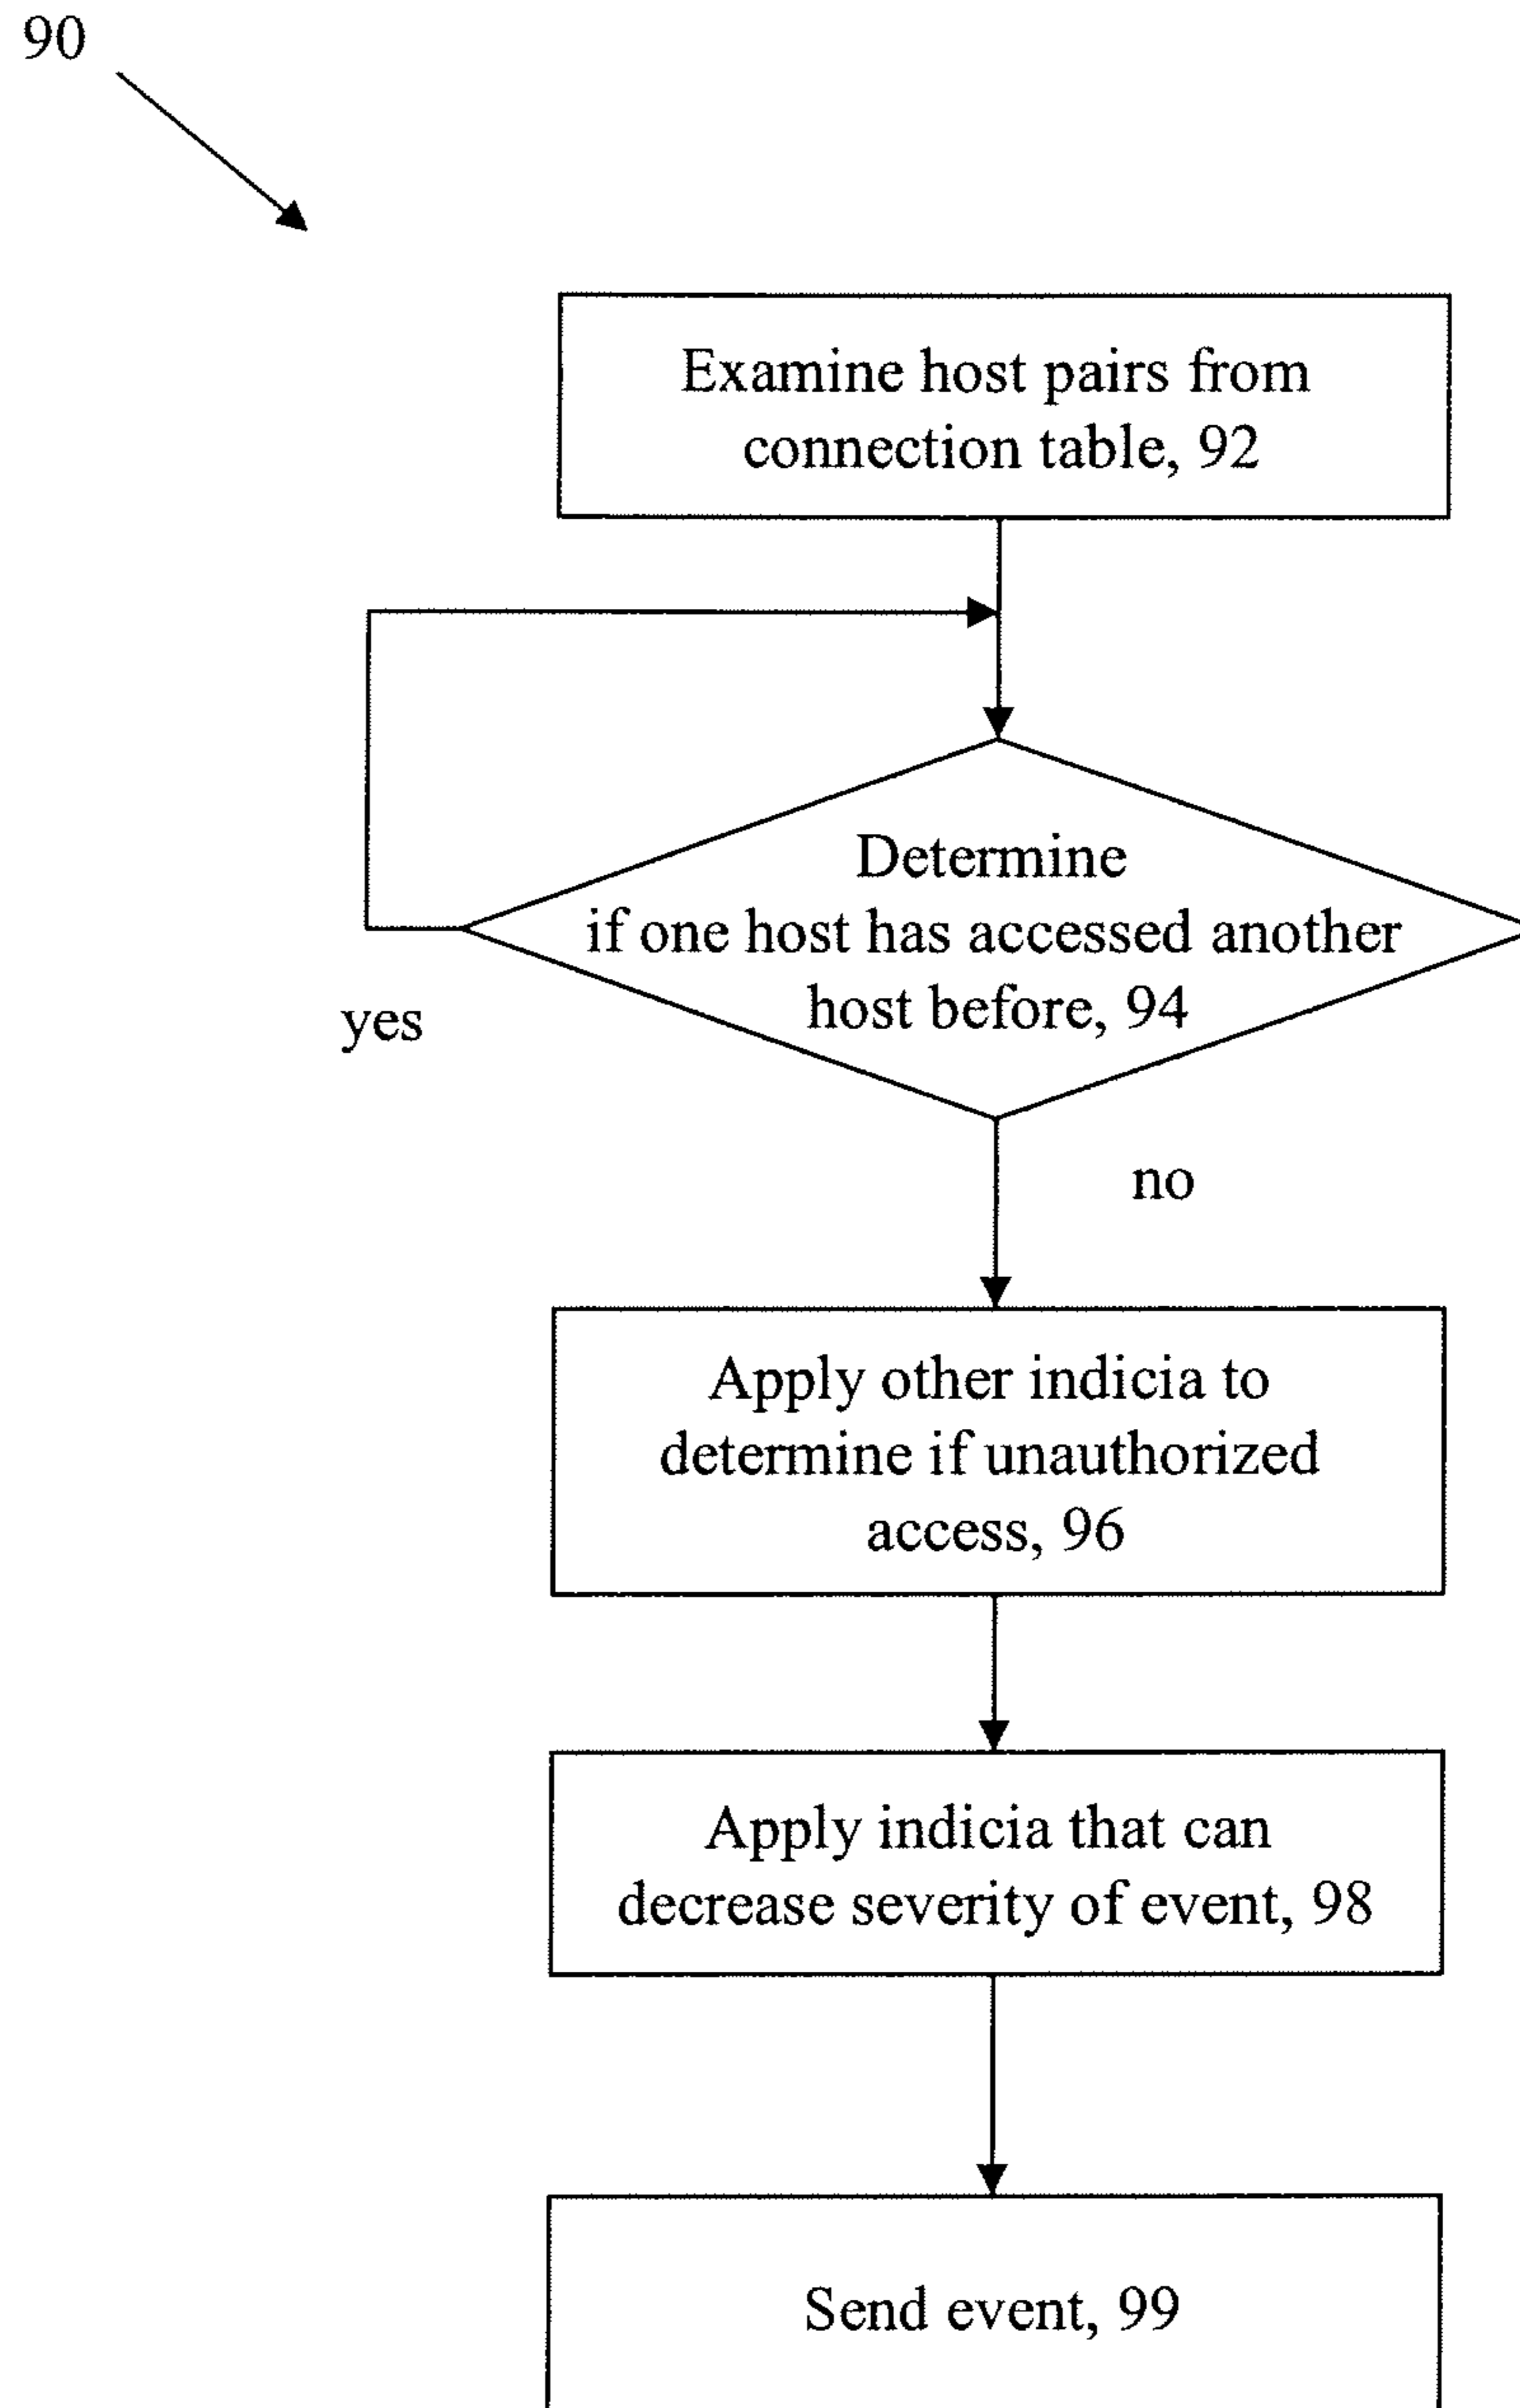 90
Examine host pairs from
connection table, 92
Determine
if one host has accessed another
host before, 94
yes
no
Apply other indicia to
determine if unauthorized
access, 96
Apply indicia that can
decrease severity of event, 98
Send event, 99